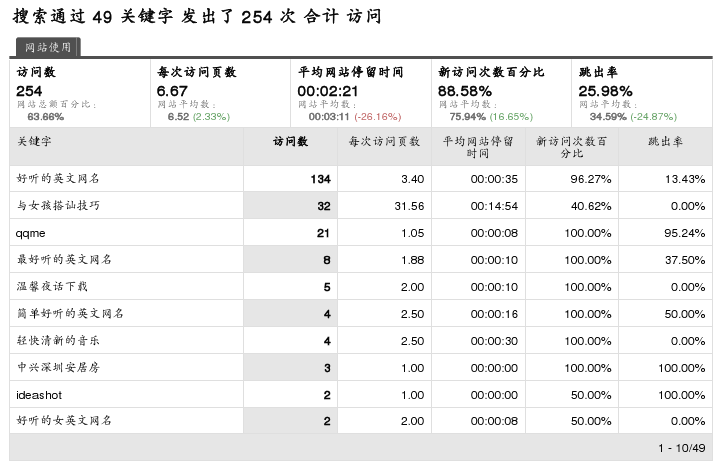 搜索通过 49 关键字 发出了 254 次 合计 访问
网站使用
访问数 每次访问页数 平均网站停留时间 新访问次数百分比 跳出率
254 6.67 00:02:21 88.58% 25.98%
网站总额百分比： 网站平均数： 网站平均数： 网站平均数： 网站平均数：
63.66% 6.52 (2.33%) 00:03:11 (-26.16%) 75.94% (16.65%) 34.59% (-24.87%)
关键字 访问数 每次访问页数 平均网站停留 新访问次数百 跳出率
时间 分比
好听的英文网名 134 3.40 00:00:35 96.27% 13.43%
与女孩搭讪技巧 32 31.56 00:14:54 40.62% 0.00%
qqme 21 1.05 00:00:08 100.00% 95.24%
最好听的英文网名 8 1.88 00:00:10 100.00% 37.50%
温馨夜话下载 5 2.00 00:00:10 100.00% 0.00%
简单好听的英文网名 4 2.50 00:00:16 100.00% 50.00%
轻快清新的音乐 4 2.50 00:00:30 100.00% 0.00%
中兴深圳安居房 3 1.00 00:00:00 100.00% 100.00%
ideashot 2 1.00 00:00:00 50.00% 100.00%
好听的女英文网名 2 2.00 00:00:08 50.00% 0.00%
1 - 10/49